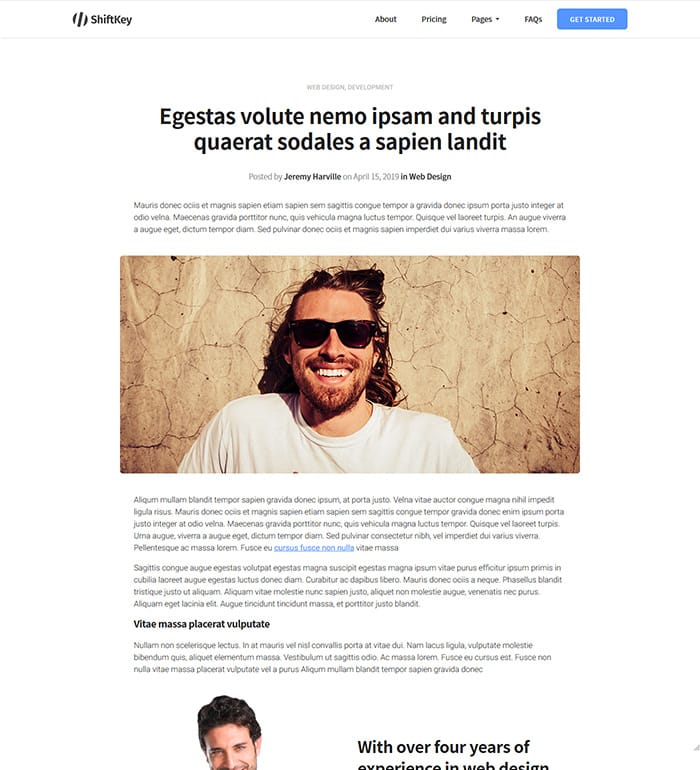 ShiftKey
About Pricing Pages FAQs GET STARTED
WEB DESIGN, DEVELOPMENT
Egestas volute nemo ipsam and turpis
quaerat sodales a sapien landit
Posted by Jeremy Harville on April 15, 2019 in Web Design
Mauris donec ociis et magnis sapien etiam sapien sem sagittis congue tempor a gravida donec ipsum porta justo integer at
odio velna. Maecenas gravida porttitor nunc, quis vehicula magna luctus tempor. Quisque vel laoreet turpis. An augue viverra
a augue eget, dictum tempor diam. Sed pulvinar donec ociis et magnis sapien imperdiet dui varius viverra massa lorem.
Aliqum mullam blandit tempor sapien gravida donec ipsum, at porta justo. Velna vitae auctor congue magna nihil impedit
ligula risus. Mauris donec ociis et magnis sapien etiam sapien sem sagittis congue tempor gravida donec enim ipsum porta
justo integer at odio velna. Maecenas gravida porttitor nunc, quis vehicula magna luctus tempor. Quisque vel laoreet turpis.
Urna augue, viverra a augue eget, dictum tempor diam. Sed pulvinar consectetur nibh, vel imperdiet dui varius viverra.
Pellentesque ac massa lorem. Fusce eu cursus fusce non nulla vitae massa
Sagittis congue augue egestas volutpat egestas magna suscipit egestas magna ipsum vitae purus efficitur ipsum primis in
cubilia laoreet augue egestas luctus donec diam. Curabitur ac dapibus libero. Mauris donec ociis a neque. Phasellus blandit
tristique justo ut aliquam. Aliquam vitae molestie nunc sapien justo, aliquet non molestie augue, venenatis nec purus.
Aliquam eget lacinia elit. Augue tincidunt tincidunt massa, et porttitor justo blandit.
Vitae massa placerat vulputate
Nullam non scelerisque lectus. In at mauris vel nisl convallis porta at vitae dui. Nam lacus ligula, vulputate molestie
bibendum quis, aliquet elementum massa. Vestibulum ut sagittis odio. Ac massa lorem. Fusce eu cursus est. Fusce non
nulla vitae massa placerat vulputate vel a purus Aliqum mullam blandit tempor sapien gravida donec
With over four years of
experience in web design